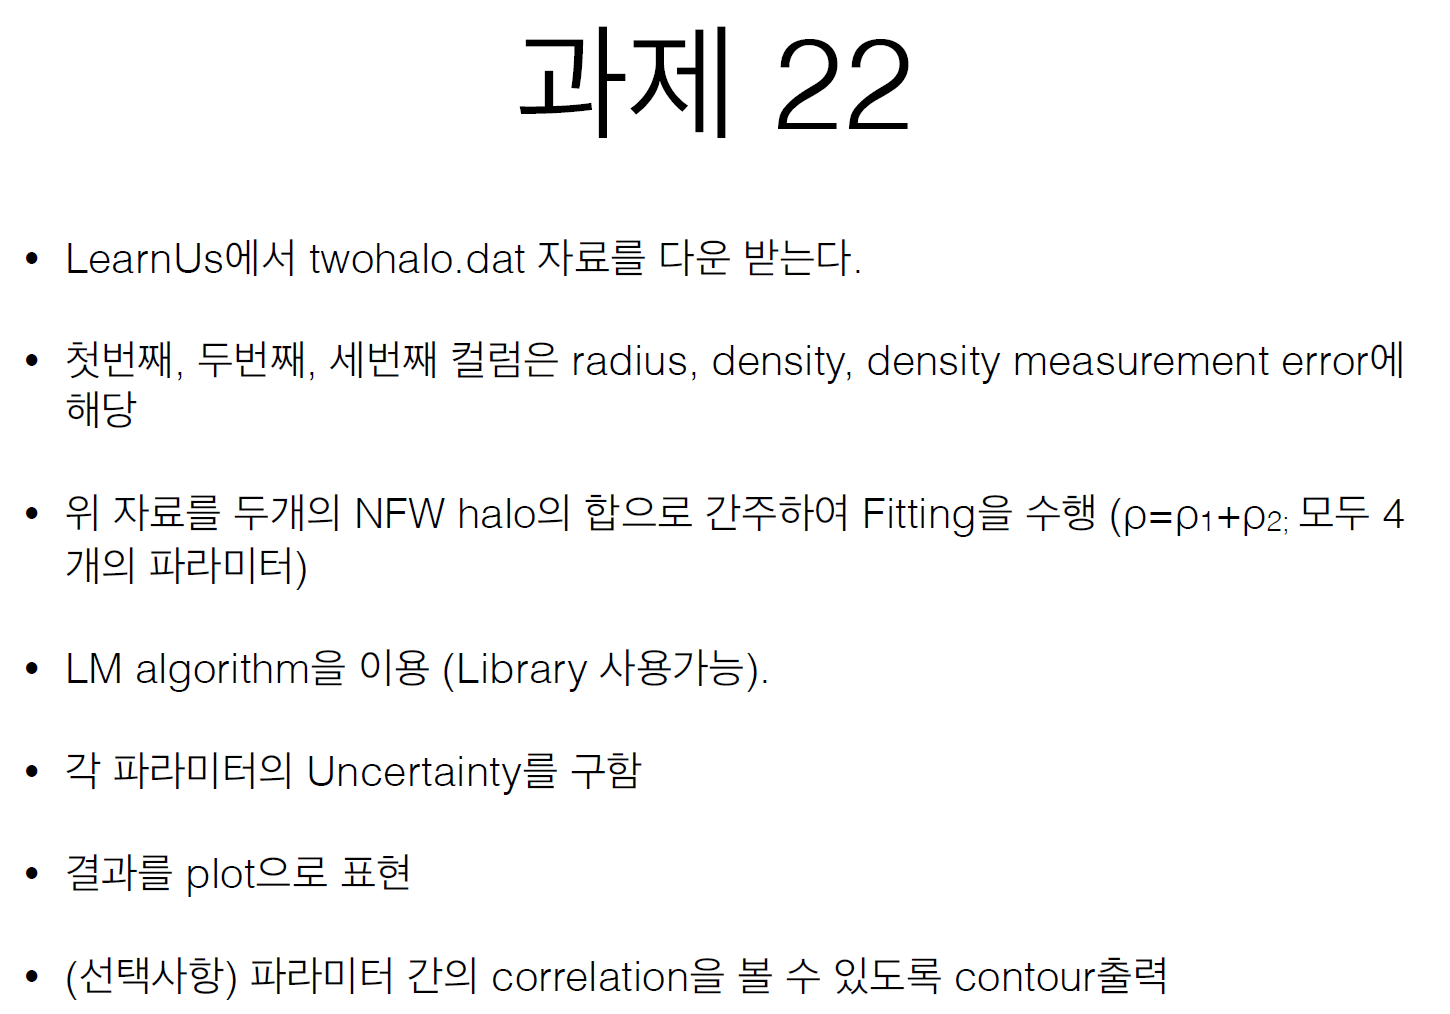 과제 22
• LearnUs에서 twohalo.dat 자료를 다운 받는다.
• 첫번째, 두번째, 세번째 컬럼은 radius, density, density measurement error에
해당
• 위 자료를 두개의 NFW halo의 합으로 간주하여 Fitting을 수행 (ρ=ρ1+ρ2; 모두 4
개의 파라미터)
• LM algorithm을 이용 (Library 사용가능).
• 각 파라미터의 Uncertainty를 구함
• 결과를 plot으로 표현
• (선택사항) 파라미터 간의 correlation을 볼 수 있도록 contour출력